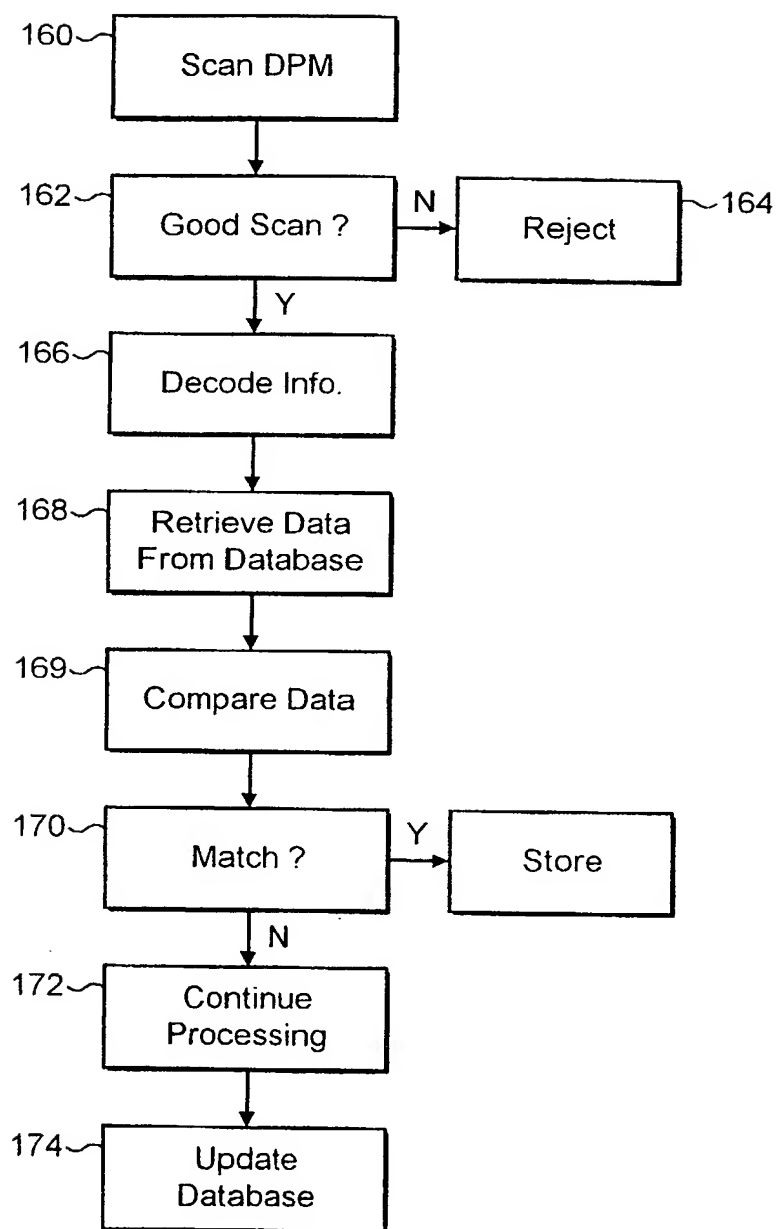 160
Scan DPM
162
Good Scan ?
N
Reject
164
Y
166
Decode Info.
168
Retrieve Data
From Database
169
Compare Data
170
Match ?
Y
Store
N
172
Continue
Processing
174
Update
Database